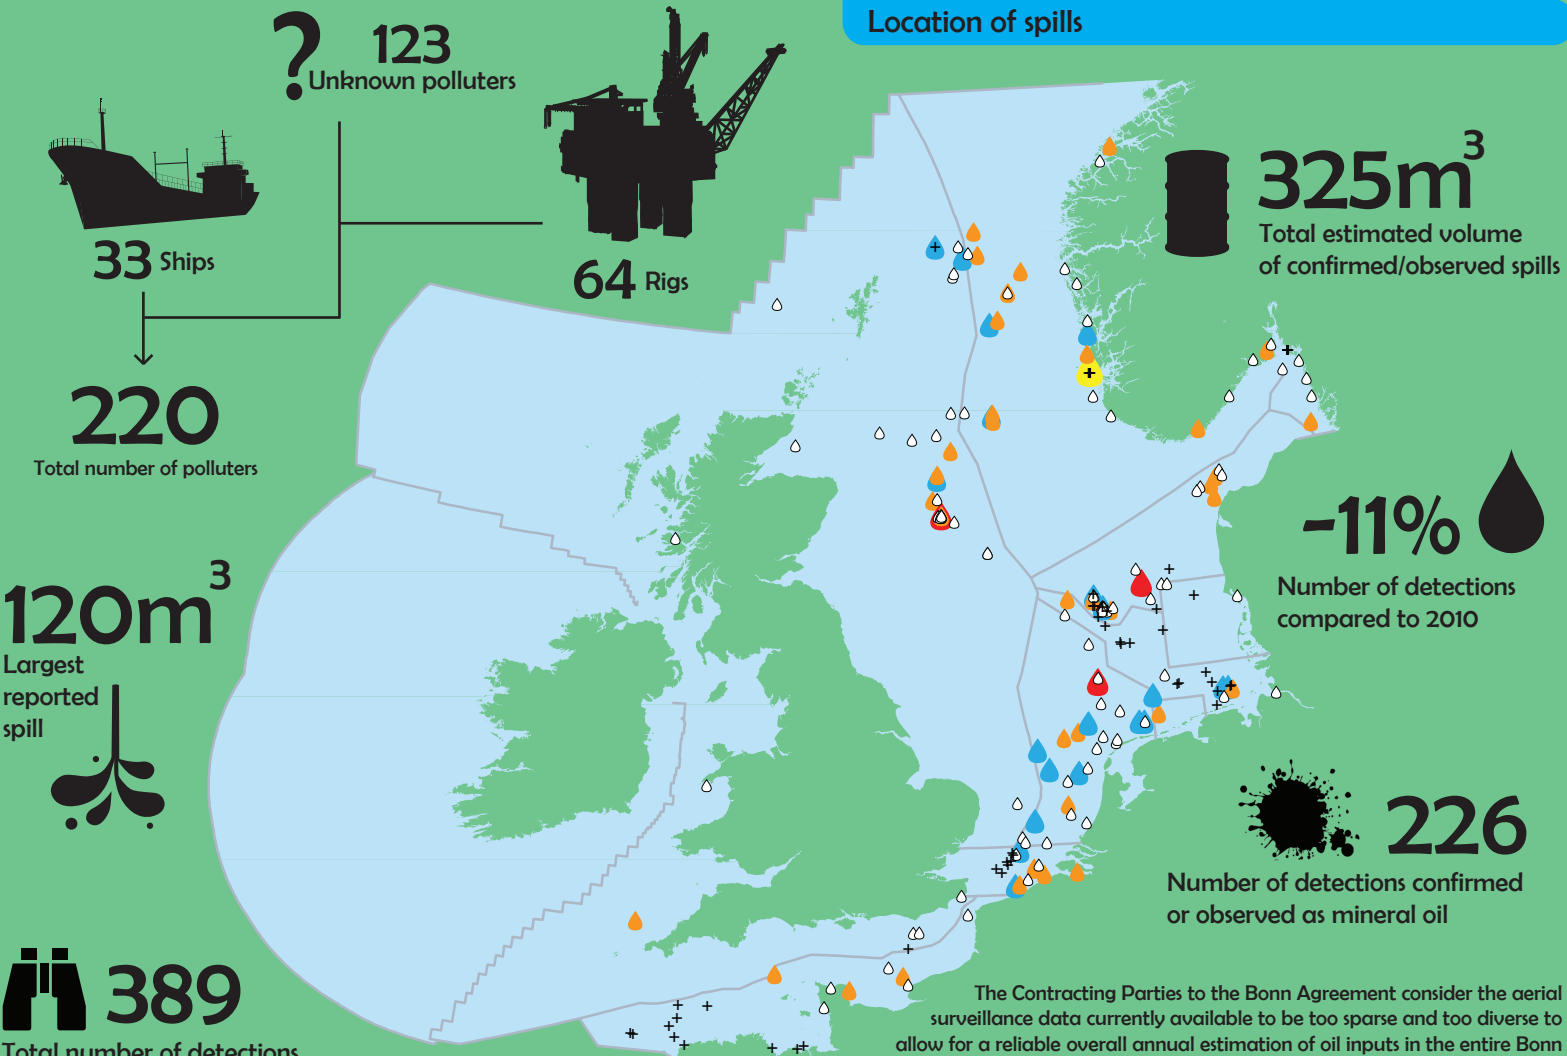 Location of spills
?
123
Unknown polluters
33 Ships
64 Rigs
220
Total number of polluters
325m³
Total estimated volume
of confirmed/observed spills
-11%
Number of detections
compared to 2010
120m³
Largest
reported
spill
226
Number of detections confirmed
or observed as mineral oil
389
Total number of detections
The Contracting Parties to the Bonn Agreement consider the aerial
surveillance data currently available to be too sparse and too diverse to
allow for a reliable overall annual estimation of oil inputs in the entire Bonn